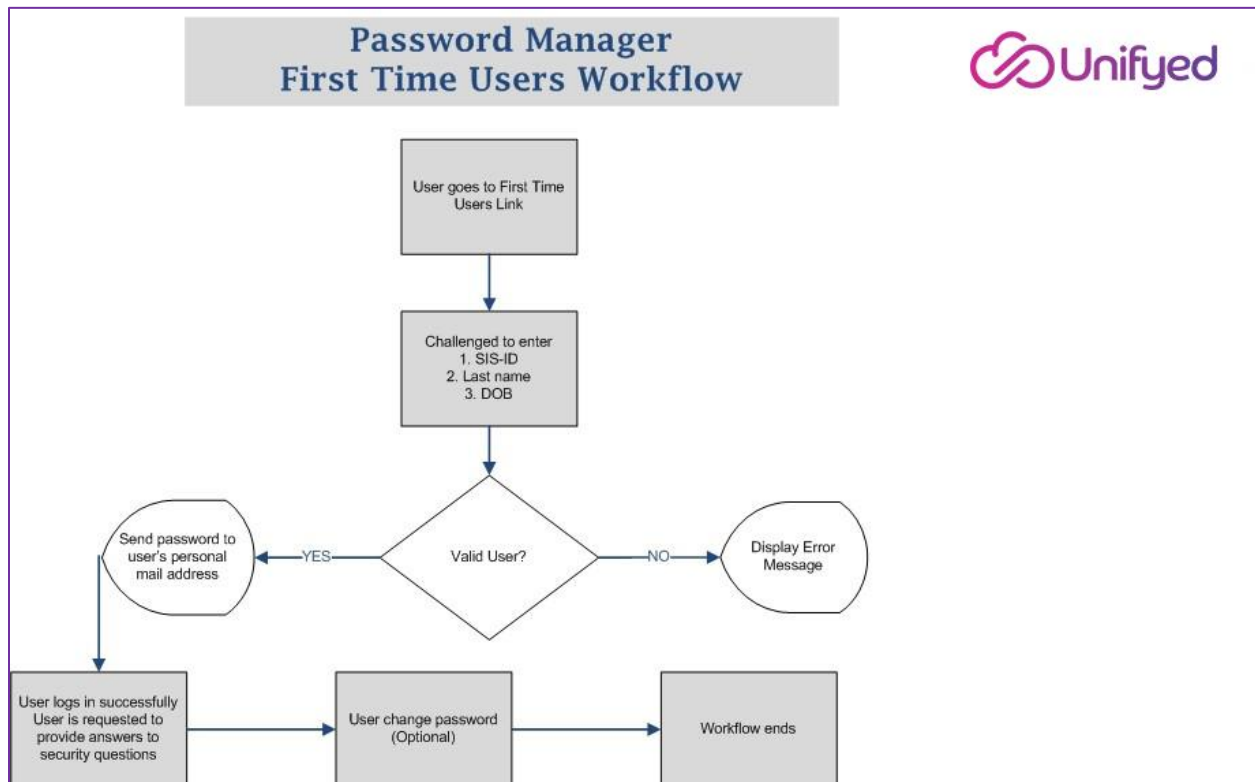 Password Manager
First Time Users Workflow
Unifyed
User goes to First Time
Users Link
Challenged to enter
1. SIS-ID
2. Last name
3. DOB
Send password to
user's personal
mail address
YES
Valid User?
NO
Display Error
Message
User logs in successfully
User is requested to
provide answers to
security questions
User change password
(Optional)
Workflow ends